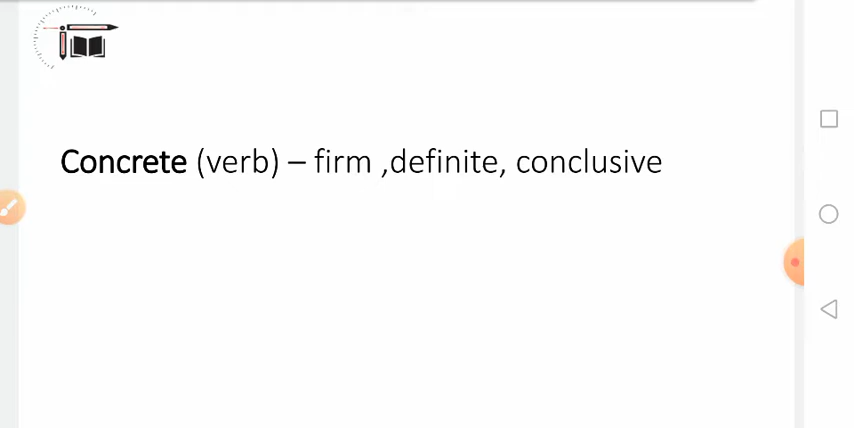 Concrete (verb) – firm ,definite, conclusive